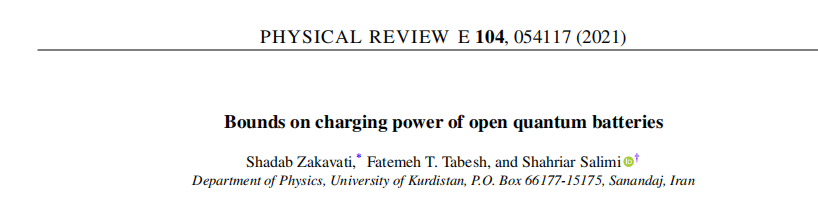 PHYSICAL REVIEW E 104, 054117 (2021)
Bounds on charging power of open quantum batteries
Shadab Zakavati,* Fatemeh T. Tabesh, and Shahriar Salimi iD†
Department of Physics, University of Kurdistan, P.O. Box 66177-15175, Sanandaj, Iran